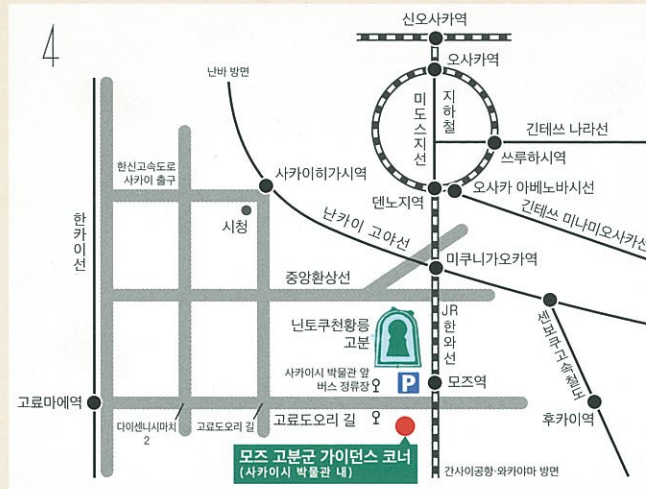 4
신오사카역
오사카역
난바 방면
미도스지선
지하철
긴테쓰 나라선
쓰루하시역
한신고속도로
사카이 출구
사카이히가시역
덴노지역
오사카 아베노바시선
긴테쓰 미나미오사카선
시청
한카이선
난카이 고야선
미쿠니가오카역
중앙환상선
닌토쿠천황릉
고분
JR
한와선
센보쿠고속철도
사카이시 박물관 앞
버스 정류장
P
모즈역
고료마에역
다이센니시마치
2
고료도오리 길
고료도오리 길
후카이역
모즈 고분군 가이던스 코너
(사카이시 박물관 내)
간사이공항·와카야마 방면